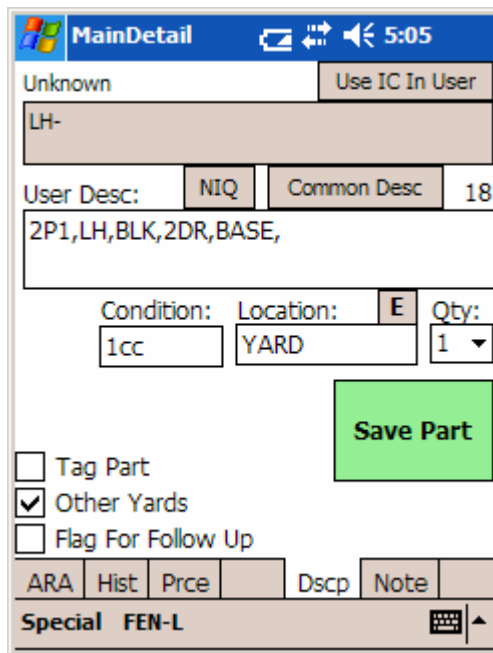 MainDetail 5:05
Unknown Use IC In User
LH-
User Desc: NIQ Common Desc 18
2P1,LH,BLK,2DR,BASE,
Condition: Location: E Qty:
1cc YARD 1
Save Part
Tag Part
Other Yards
Flag For Follow Up
ARA Hist Prce Dscp Note
Special FEN-L